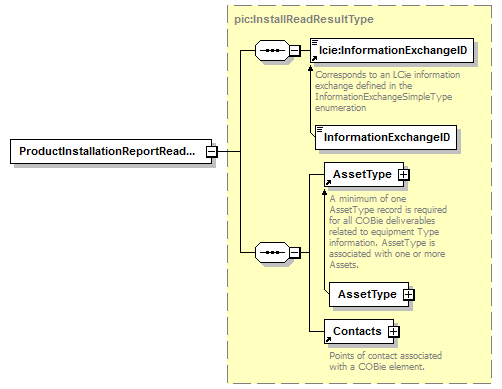 pic:InstallReadResultType
lcie:InformationExchangeID
Corresponds to an LCie information
exchange defined in the
InformationExchangeSimpleType
enumeration
InformationExchangeID
ProductInstallationReportRead...
AssetType
A minimum of one
AssetType record is required
for all COBie deliverables
related to equipment Type
information. AssetType is
associated with one or more
Assets.
AssetType
Contacts
Points of contact associated
with a COBie element.